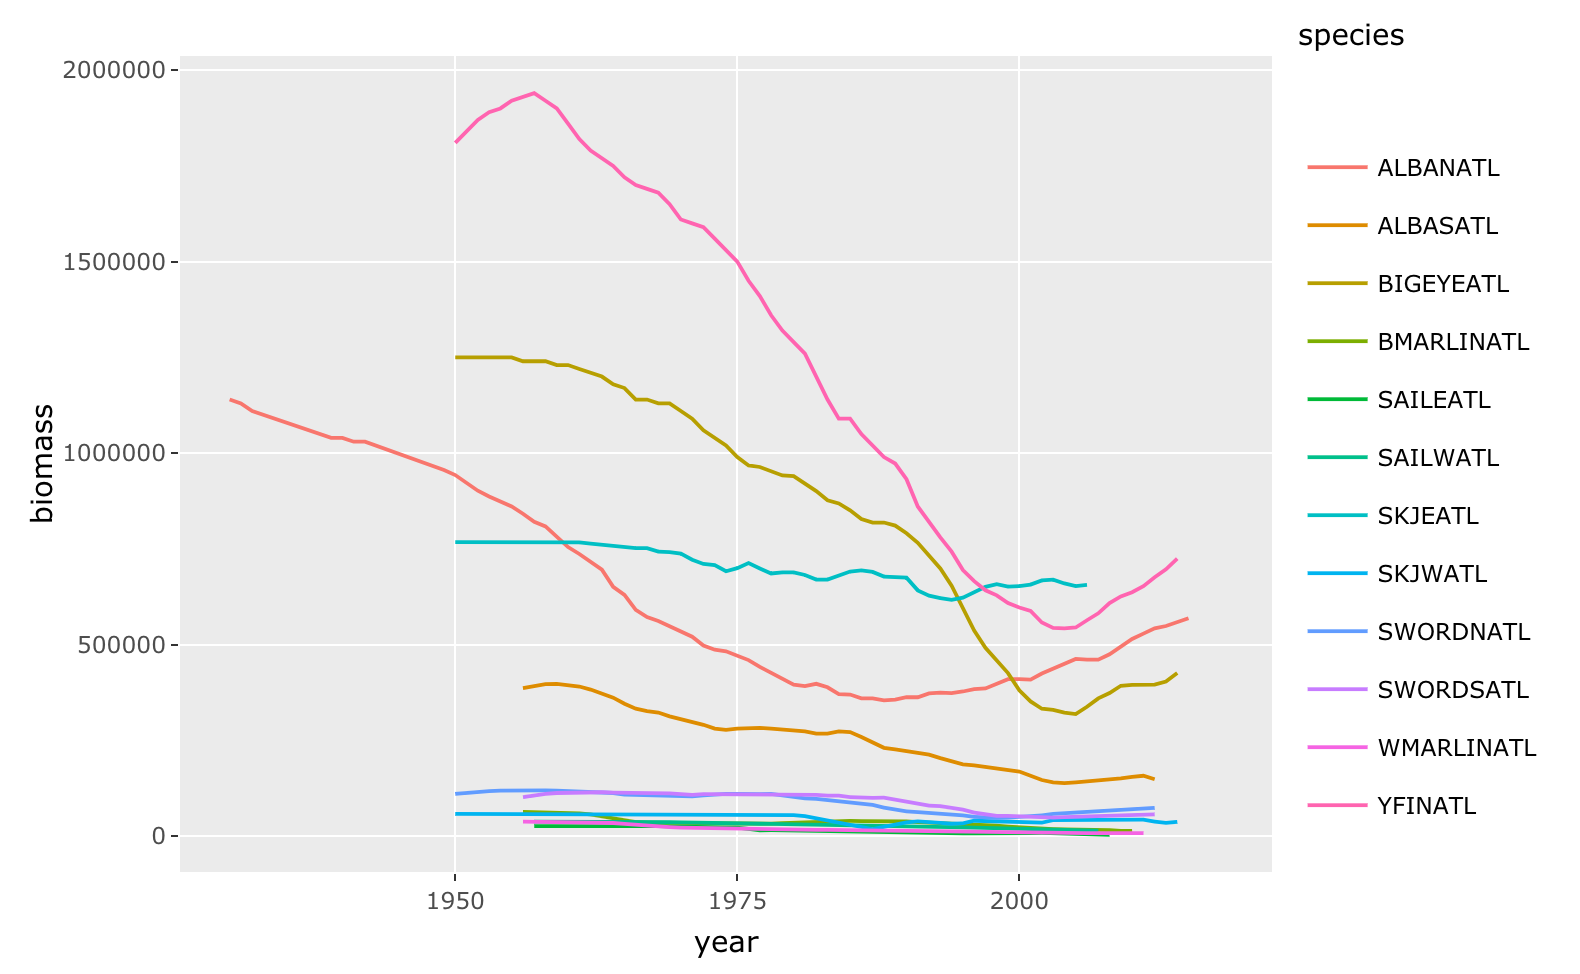 species
2000000
1500000
1000000
500000
0
biomass
1950
1975
2000
year
ALBANATL
ALBASATL
BIGEYEATL
BMARLINATL
SAILEATL
SAILWATL
SKJEATL
SKJWATL
SWORDNATL
SWORDSATL
WMARLINATL
YFINATL